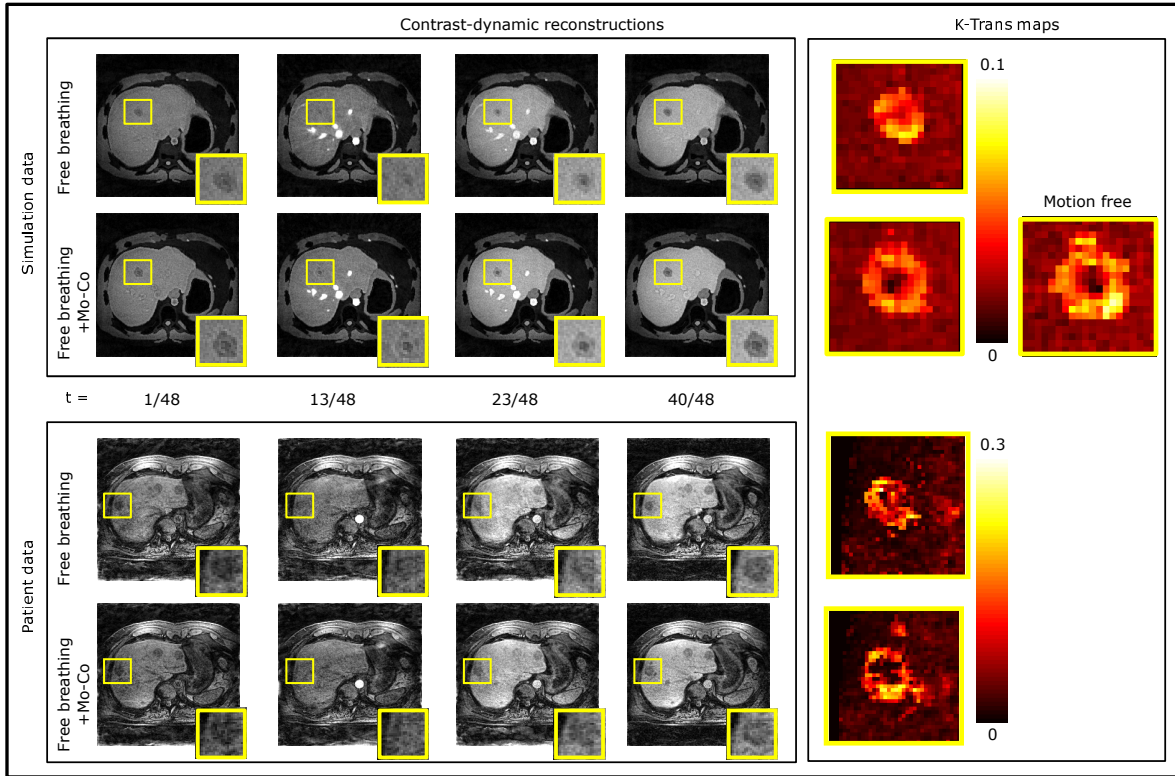 Contrast-dynamic reconstructions
K-Trans maps
Simulation data
Free breathing
Free breathing
+Mo-Co
0.1
Motion free
0
t =
1/48
13/48
23/48
40/48
Patient data
Free breathing
Free breathing
+Mo-Co
0.3
0